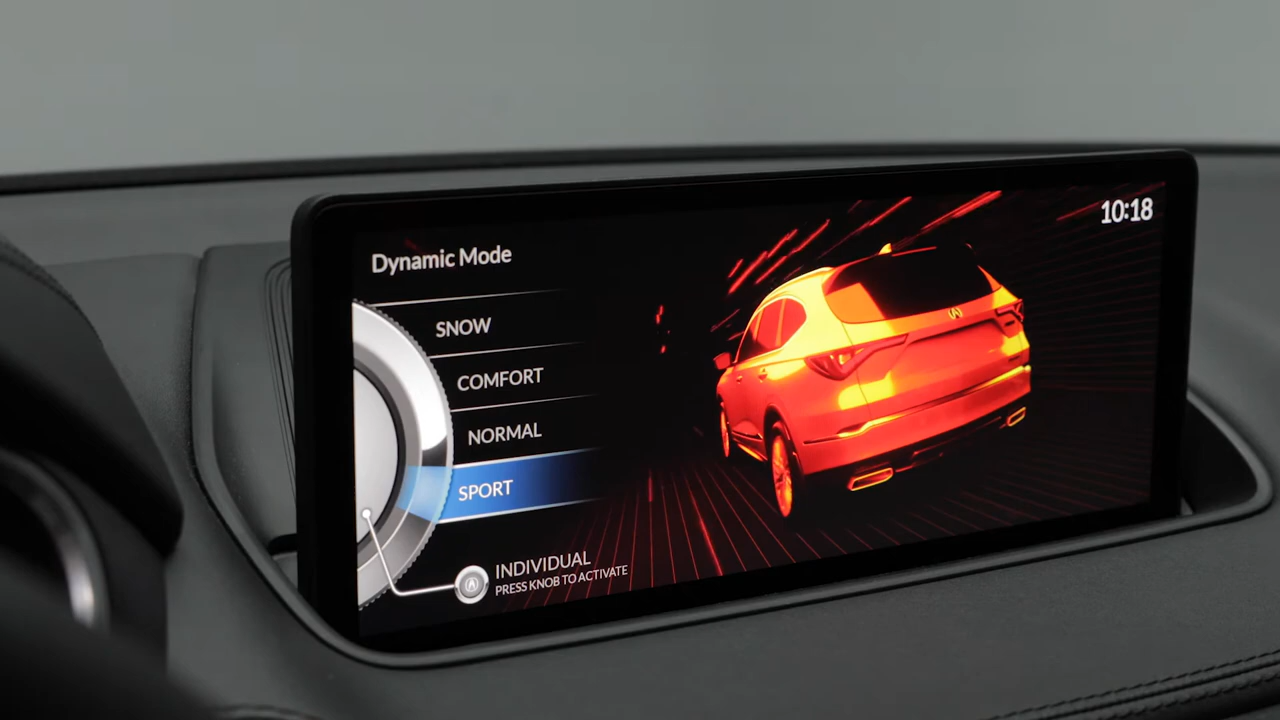 10:18
Dynamic Mode
SNOW
COMFORT
NORMAL
SPORT
INDIVIDUAL
PRESS KNOB TO ACTIVATE